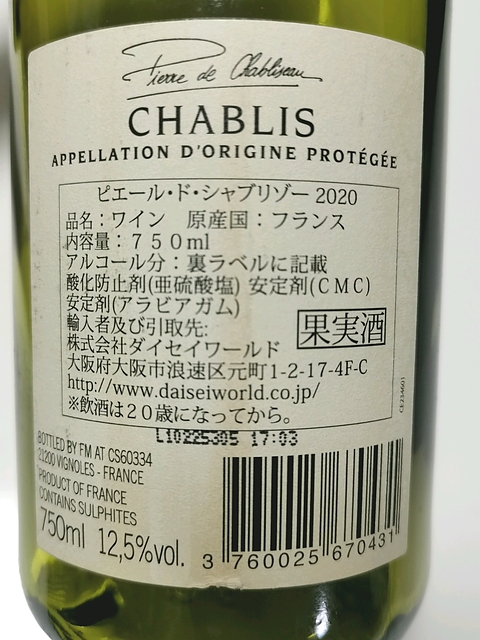 Pierre de Chabliseau
CHABLIS
APPELLATION D'ORIGINE PROTÉGÉE
ピエール・ド・シャブリゾー 2020
品名：ワイン　原産国：フランス
内容量：７５０ml
アルコール分：裏ラベルに記載
酸化防止剤(亜硫酸塩) 安定剤(ＣＭＣ)
安定剤(アラビアガム)
輸入者及び引取先:
果実酒
株式会社ダイセイワールド
大阪府大阪市浪速区元町1-2-17-4F-C
http://www.daiseiworld.co.jp/
※飲酒は２０歳になってから。
CE234601
L10225305 17:03
BOTTLED BY FM AT CS60334
21200 VIGNOLES - FRANCE
PRODUCT OF FRANCE
CONTAINS SULPHITES
750ml 12,5%vol.
3 760025 670431